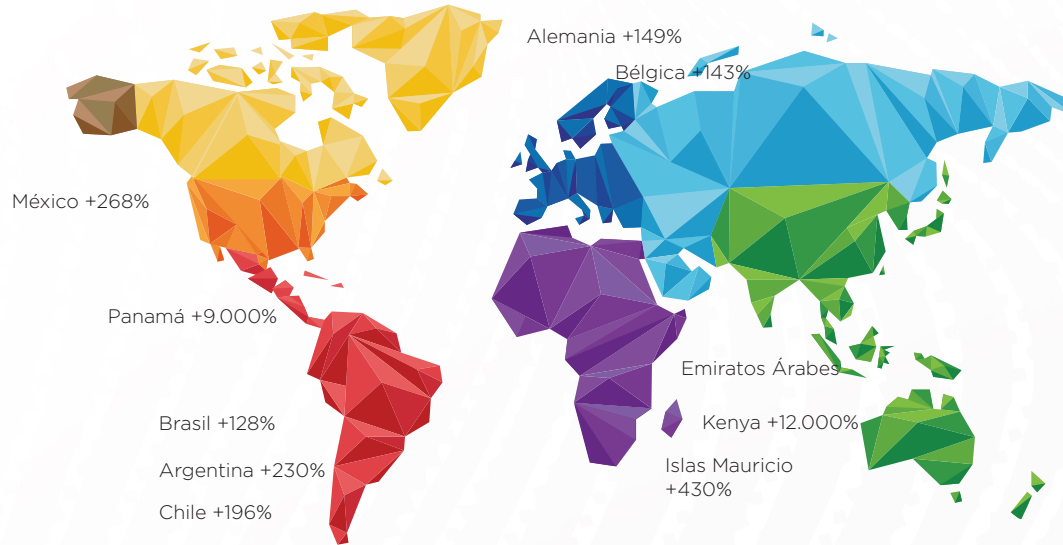 Alemania +149%
Bélgica +143%
México +268%
Panamá +9.000%
Emiratos Árabes
Brasil +128%
Kenya +12.000%
Argentina +230%
Islas Mauricio
+430%
Chile +196%